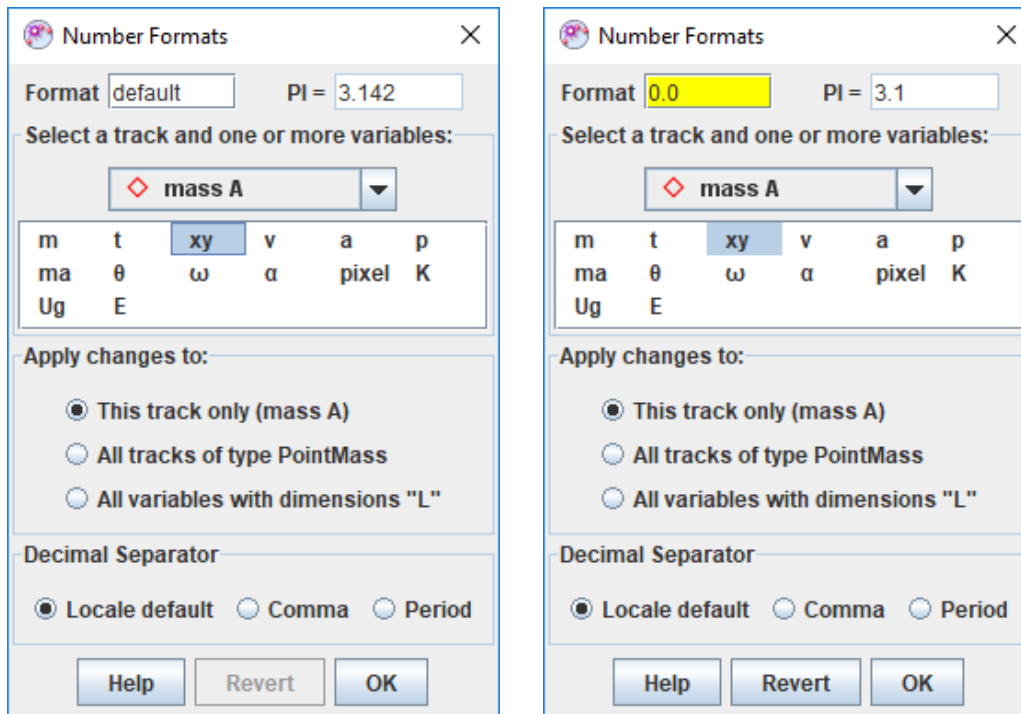 Number Formats
Format default PI = 3.142
Select a track and one or more variables:
mass A
m t xy v a p
ma θ ω α pixel K
Ug E
Apply changes to:
This track only (mass A)
All tracks of type PointMass
All variables with dimensions "L"
Decimal Separator
Locale default Comma Period
Help Revert OK
Number Formats
Format 0.0 PI = 3.1
Select a track and one or more variables:
mass A
m t xy v a p
ma θ ω α pixel K
Ug E
Apply changes to:
This track only (mass A)
All tracks of type PointMass
All variables with dimensions "L"
Decimal Separator
Locale default Comma Period
Help Revert OK